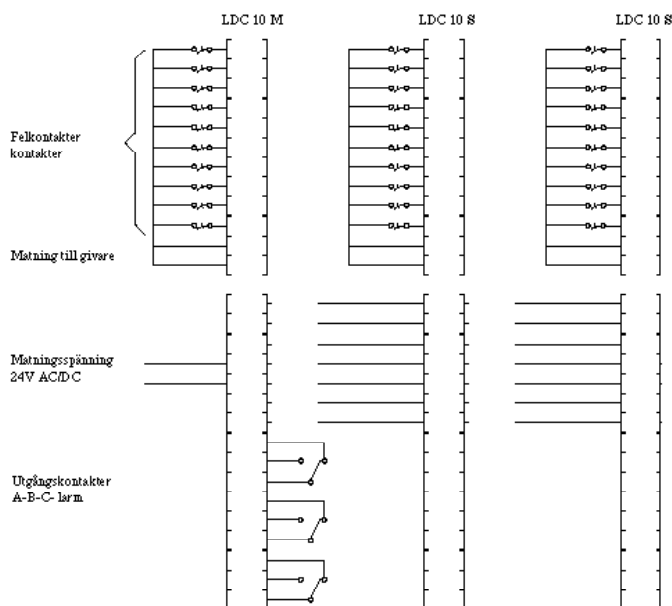 LDC 10 M
LDC 10 S
LDC 10 S
Felkontakter
kontakter
Matning till givare
Matningsspänning
24V AC/DC
Utgångskontakter
A-B-C- larm